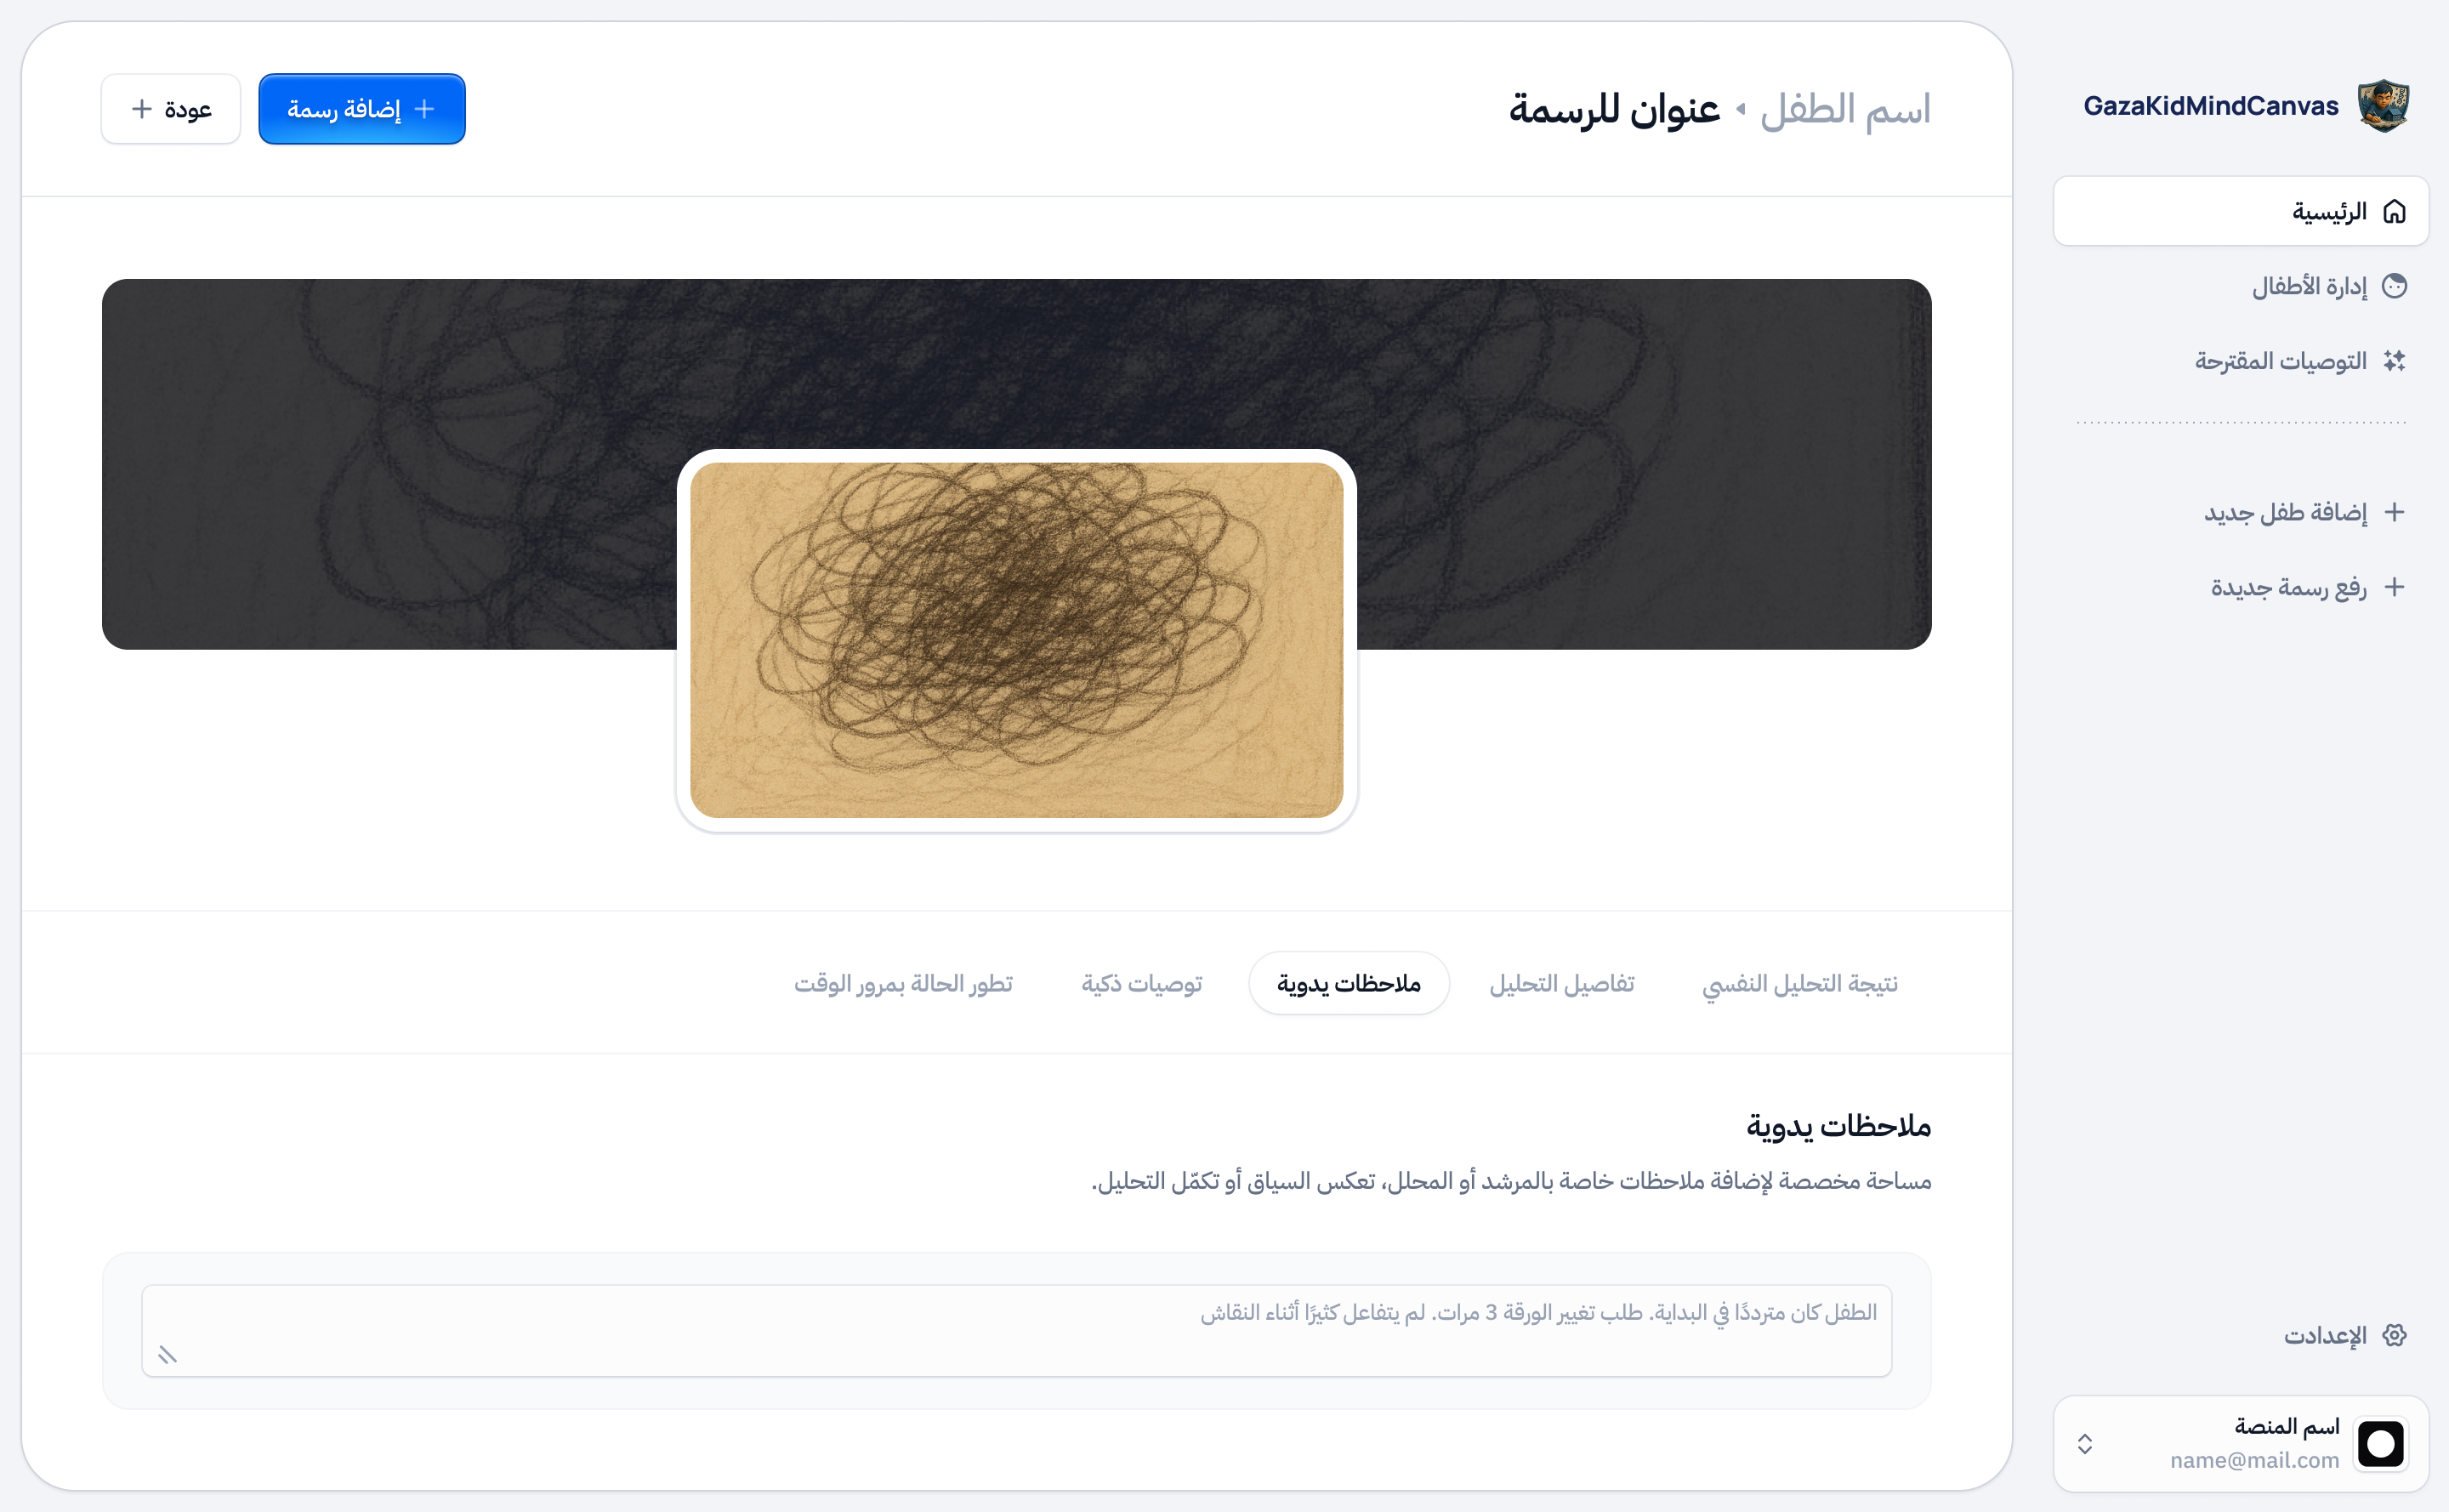 GazaKidMindCanvas
الرئيسية
إدارة الأطفال
التوصيات المقترحة
إضافة طفل جديد
رفع رسمة جديدة
الإعدادت
اسم المنصة
name@mail.com
اسم الطفل
عنوان للرسمة
إضافة رسمة
عودة
نتيجة التحليل النفسي
تفاصيل التحليل
ملاحظات يدوية
توصيات ذكية
تطور الحالة بمرور الوقت
ملاحظات يدوية
مساحة مخصصة لإضافة ملاحظات خاصة بالمرشد أو المحلل، تعكس السياق أو تكمّل التحليل.
الطفل كان مترددًا في البداية. طلب تغيير الورقة 3 مرات. لم يتفاعل كثيرًا أثناء النقاش